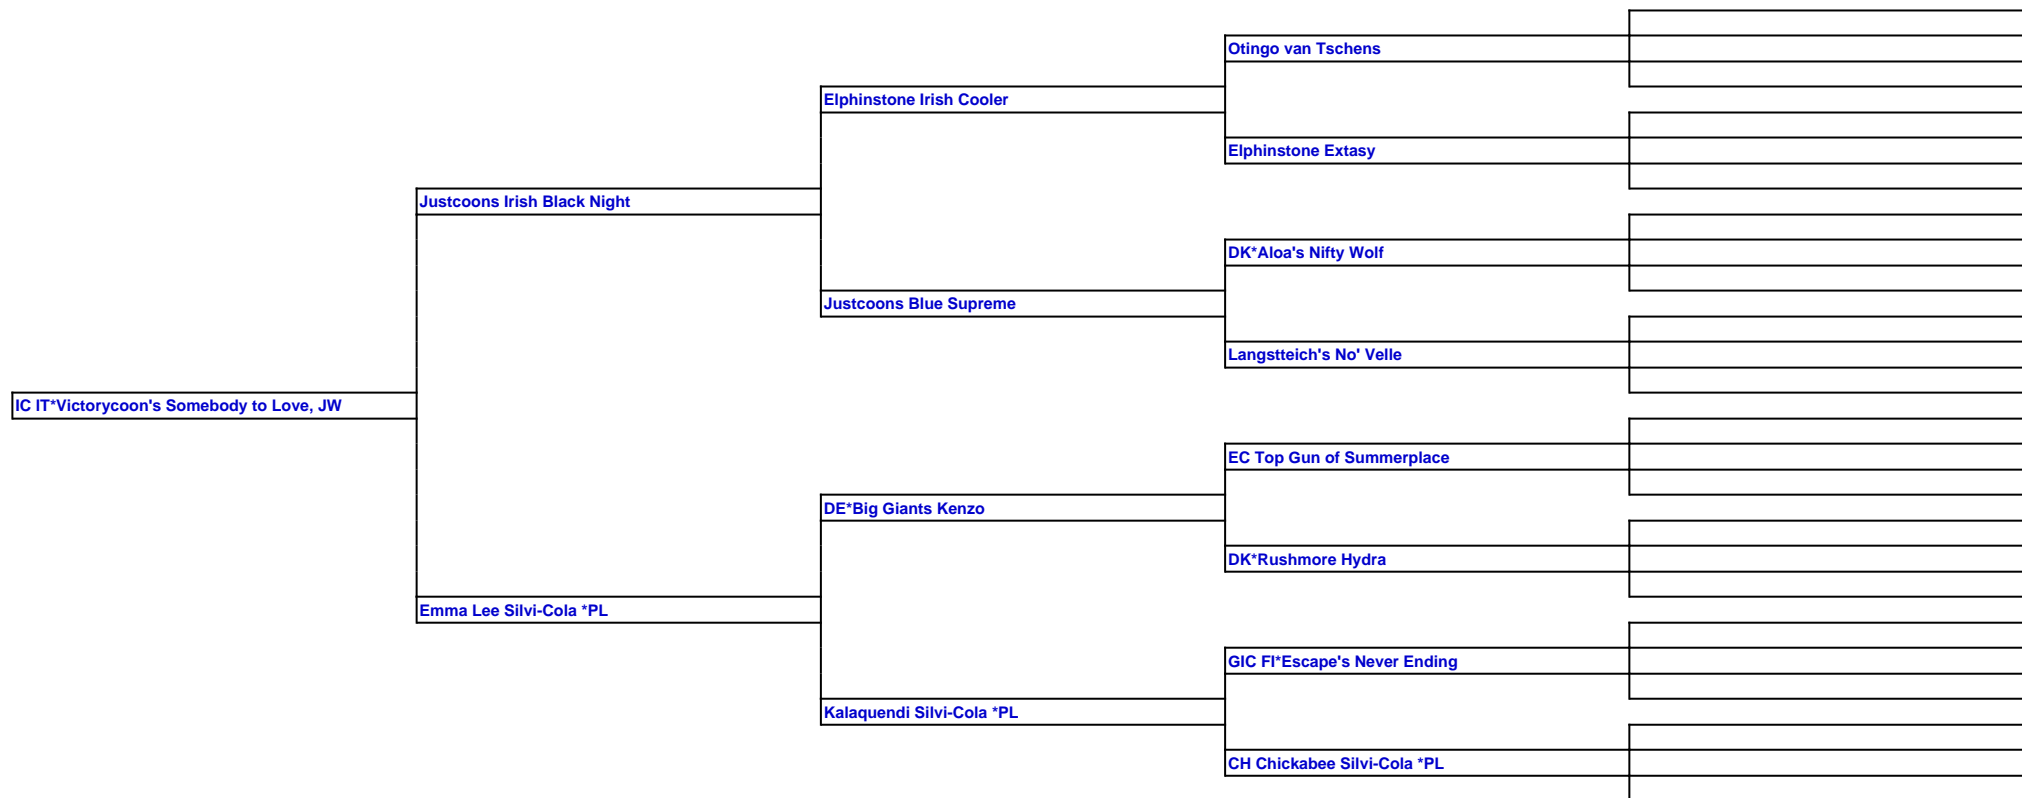 Otingo van Tschens
Elphinstone Irish Cooler
Elphinstone Extasy
Justcoons Irish Black Night
DK*Aloa's Nifty Wolf
Justcoons Blue Supreme
Langstteich's No' Velle
IC IT*Victorycoon's Somebody to Love, JW
EC Top Gun of Summerplace
DE*Big Giants Kenzo
DK*Rushmore Hydra
Emma Lee Silvi-Cola *PL
GIC FI*Escape's Never Ending
Kalaquendi Silvi-Cola *PL
CH Chickabee Silvi-Cola *PL